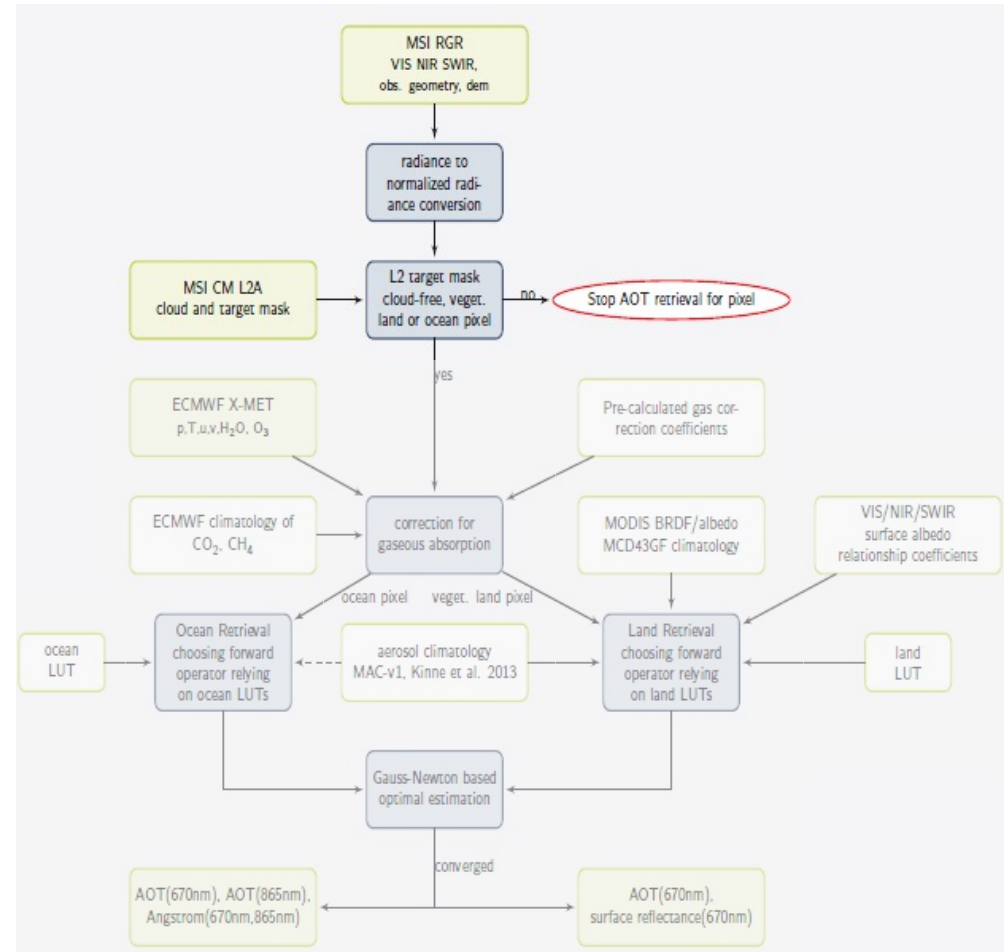 MSI RGR
VIS NIR SWIR,
obs. geometry, dem
radiance to
normalized radi-
ance conversion
MSI CM L2A
cloud and target mask
L2 target mask
cloud-free, veget.
land or ocean pixel
no
Stop AOT retrieval for pixel
yes
ECMWF X-MET
p,T,u,v,H₂O, O₃
Pre-calculated gas cor-
rection coefficients
ECMWF climatology of
CO₂, CH₄
correction for
gaseous absorption
MODIS BRDF/albedo
MCD43GF climatology
VIS/NIR/SWIR
surface albedo
relationship coefficients
ocean pixel
veget. land pixel
ocean
LUT
Ocean Retrieval
choosing forward
operator relying
on ocean LUTs
aerosol climatology
MAC-v1, Kinne et al. 2013
Land Retrieval
choosing forward
operator relying
on land LUTs
land
LUT
Gauss-Newton based
optimal estimation
converged
AOT(670nm), AOT(865nm),
Angstrom(670nm,865nm)
AOT(670nm),
surface reflectance(670nm)